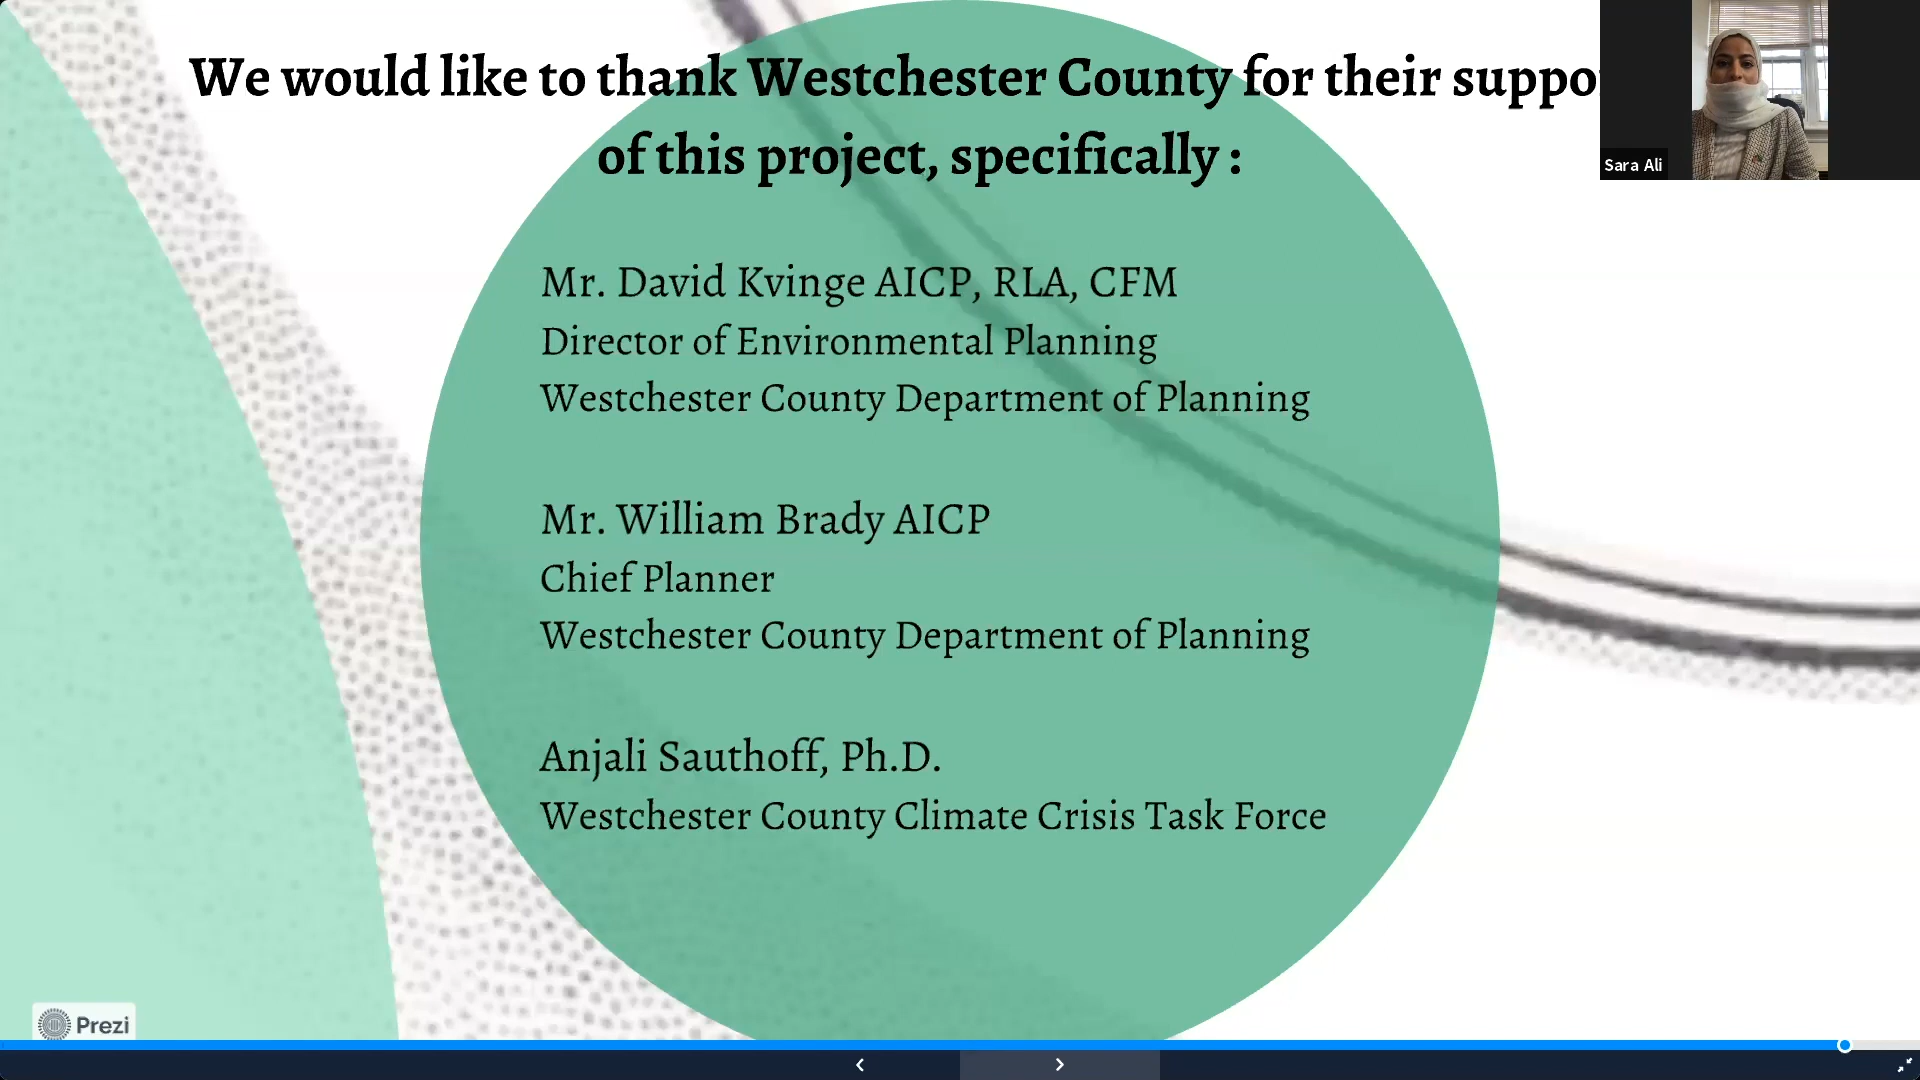 We would like to thank Westchester County for their suppo
of this project, specifically :
Sara Ali
Mr. David Kvinge AICP, RLA, CFM
Director of Environmental Planning
Westchester County Department of Planning
Mr. William Brady AICP
Chief Planner
Westchester County Department of Planning
Anjali Sauthoff, Ph.D.
Westchester County Climate Crisis Task Force
Prezi